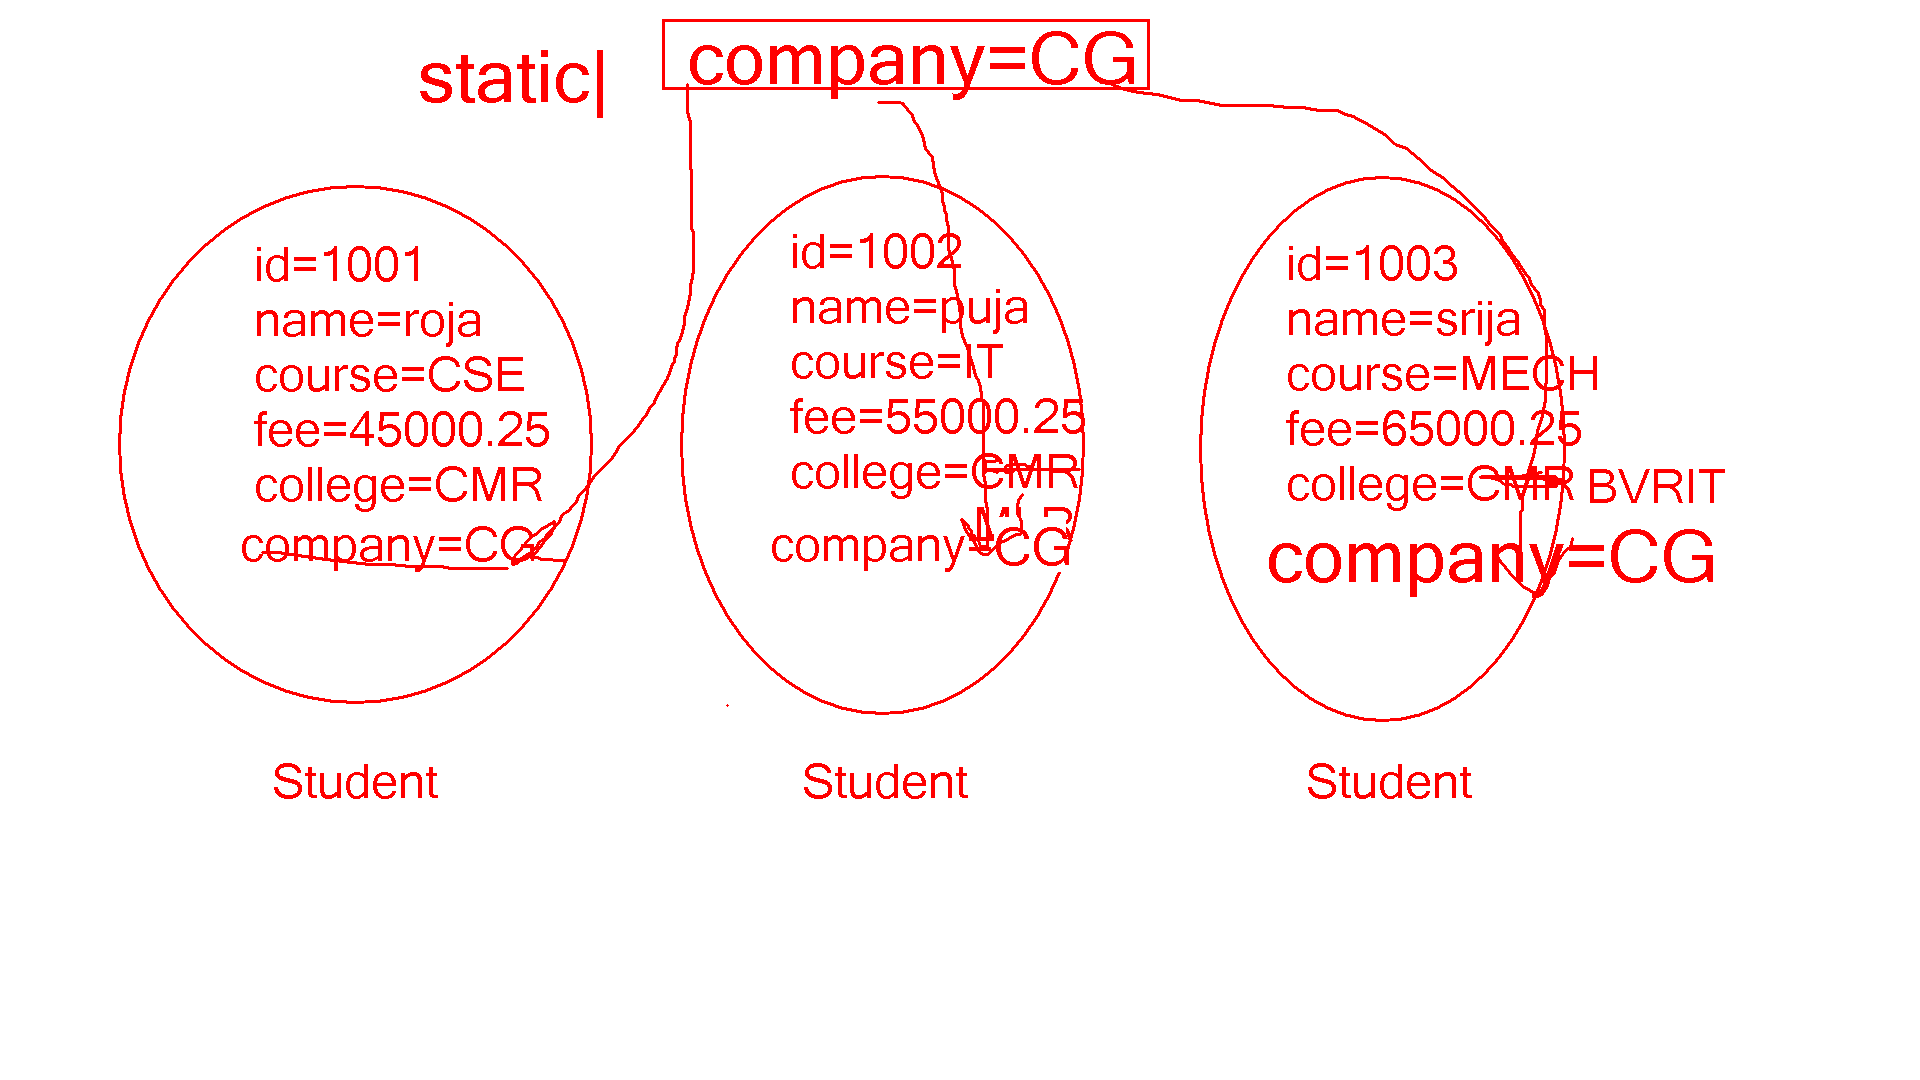 static
company=CG
id=1001
name=roja
course=CSE
fee=45000.25
college=CMR
company=CG
Student
id=1002
name=puja
course=IT
fee=55000.25
college=CMR
company=CG
Student
id=1003
name=srija
course=MECH
fee=65000.25
college=CMR BVRIT
company=CG
Student